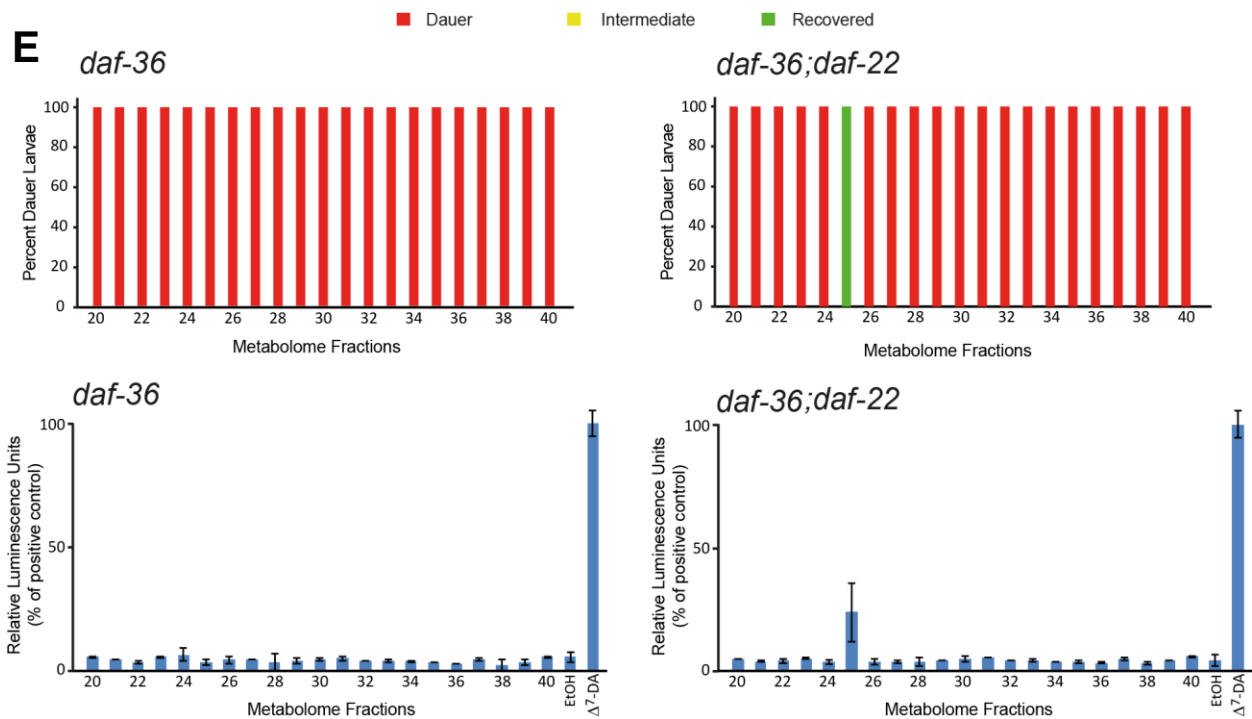 Dauer Intermediate Recovered
E
daf-36
100
80
60
40
20
0
Percent Dauer Larvae
20 22 24 26 28 30 32 34 36 38 40
Metabolome Fractions
daf-36;daf-22
100
80
60
40
20
0
Percent Dauer Larvae
20 22 24 26 28 30 32 34 36 38 40
Metabolome Fractions
daf-36
100
50
0
Relative Luminescence Units
(% of positive control)
20 22 24 26 28 30 32 34 36 38 40 EtOH Δ⁷-DA
Metabolome Fractions
daf-36;daf-22
100
50
0
Relative Luminescence Units
(% of positive control)
20 22 24 26 28 30 32 34 36 38 40 EtOH Δ⁷-DA
Metabolome Fractions